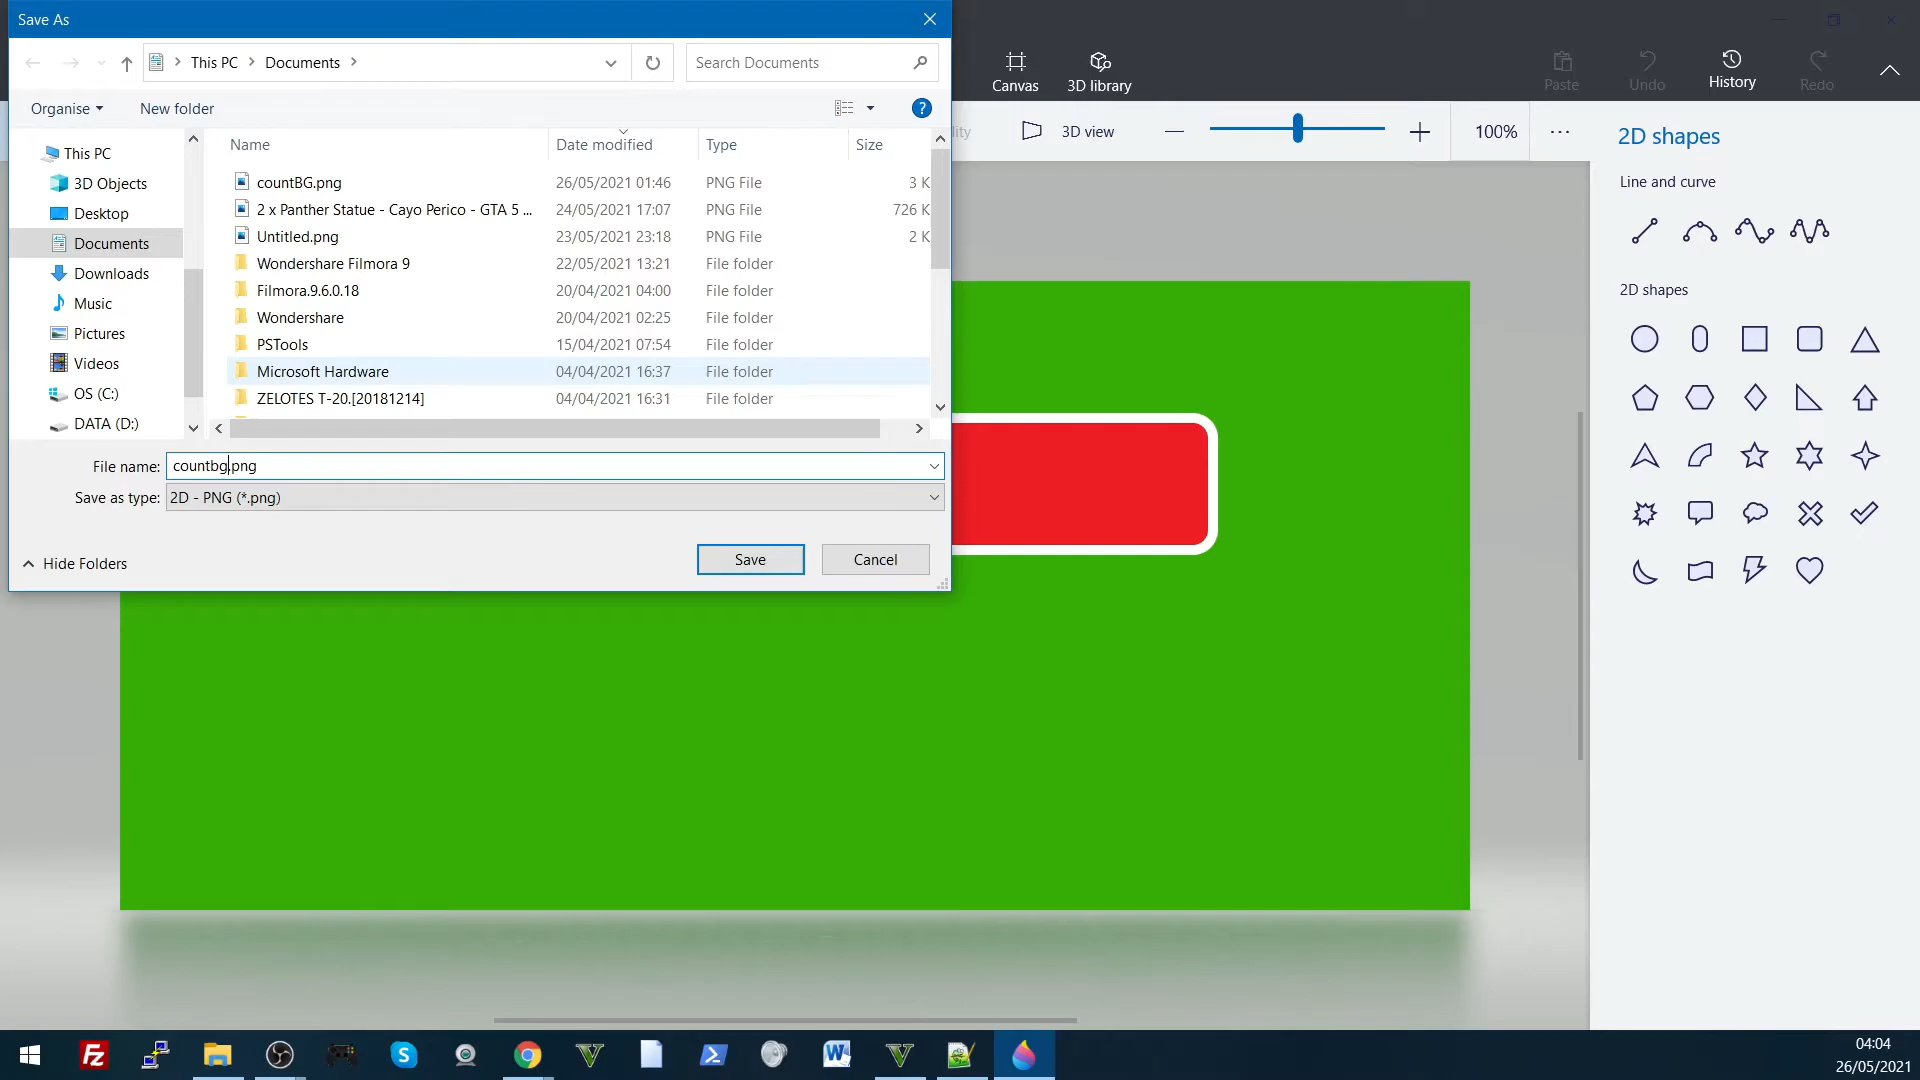 Save As
This PC
Documents
Search Documents
Canvas
3D library
Paste
Undo
History
Redo
Organise
New folder
?
3D view
100%
2D shapes
Name
Date modified
Type
Size
Line and curve
This PC
3D Objects
Desktop
Documents
Downloads
Music
Pictures
Videos
OS (C:)
DATA (D:)
countBG.png 26/05/2021 01:46 PNG File 3 K
2 x Panther Statue - Cayo Perico - GTA 5 ... 24/05/2021 17:07 PNG File 726 K
Untitled.png 23/05/2021 23:18 PNG File 2 K
Wondershare Filmora 9 22/05/2021 13:21 File folder
Filmora.9.6.0.18 20/04/2021 04:00 File folder
Wondershare 20/04/2021 02:25 File folder
PSTools 15/04/2021 07:54 File folder
Microsoft Hardware 04/04/2021 16:37 File folder
ZELOTES T-20.[20181214] 04/04/2021 16:31 File folder
2D shapes
File name: countbg.png
Save as type: 2D - PNG (*.png)
Hide Folders
Save
Cancel
04:04
26/05/2021